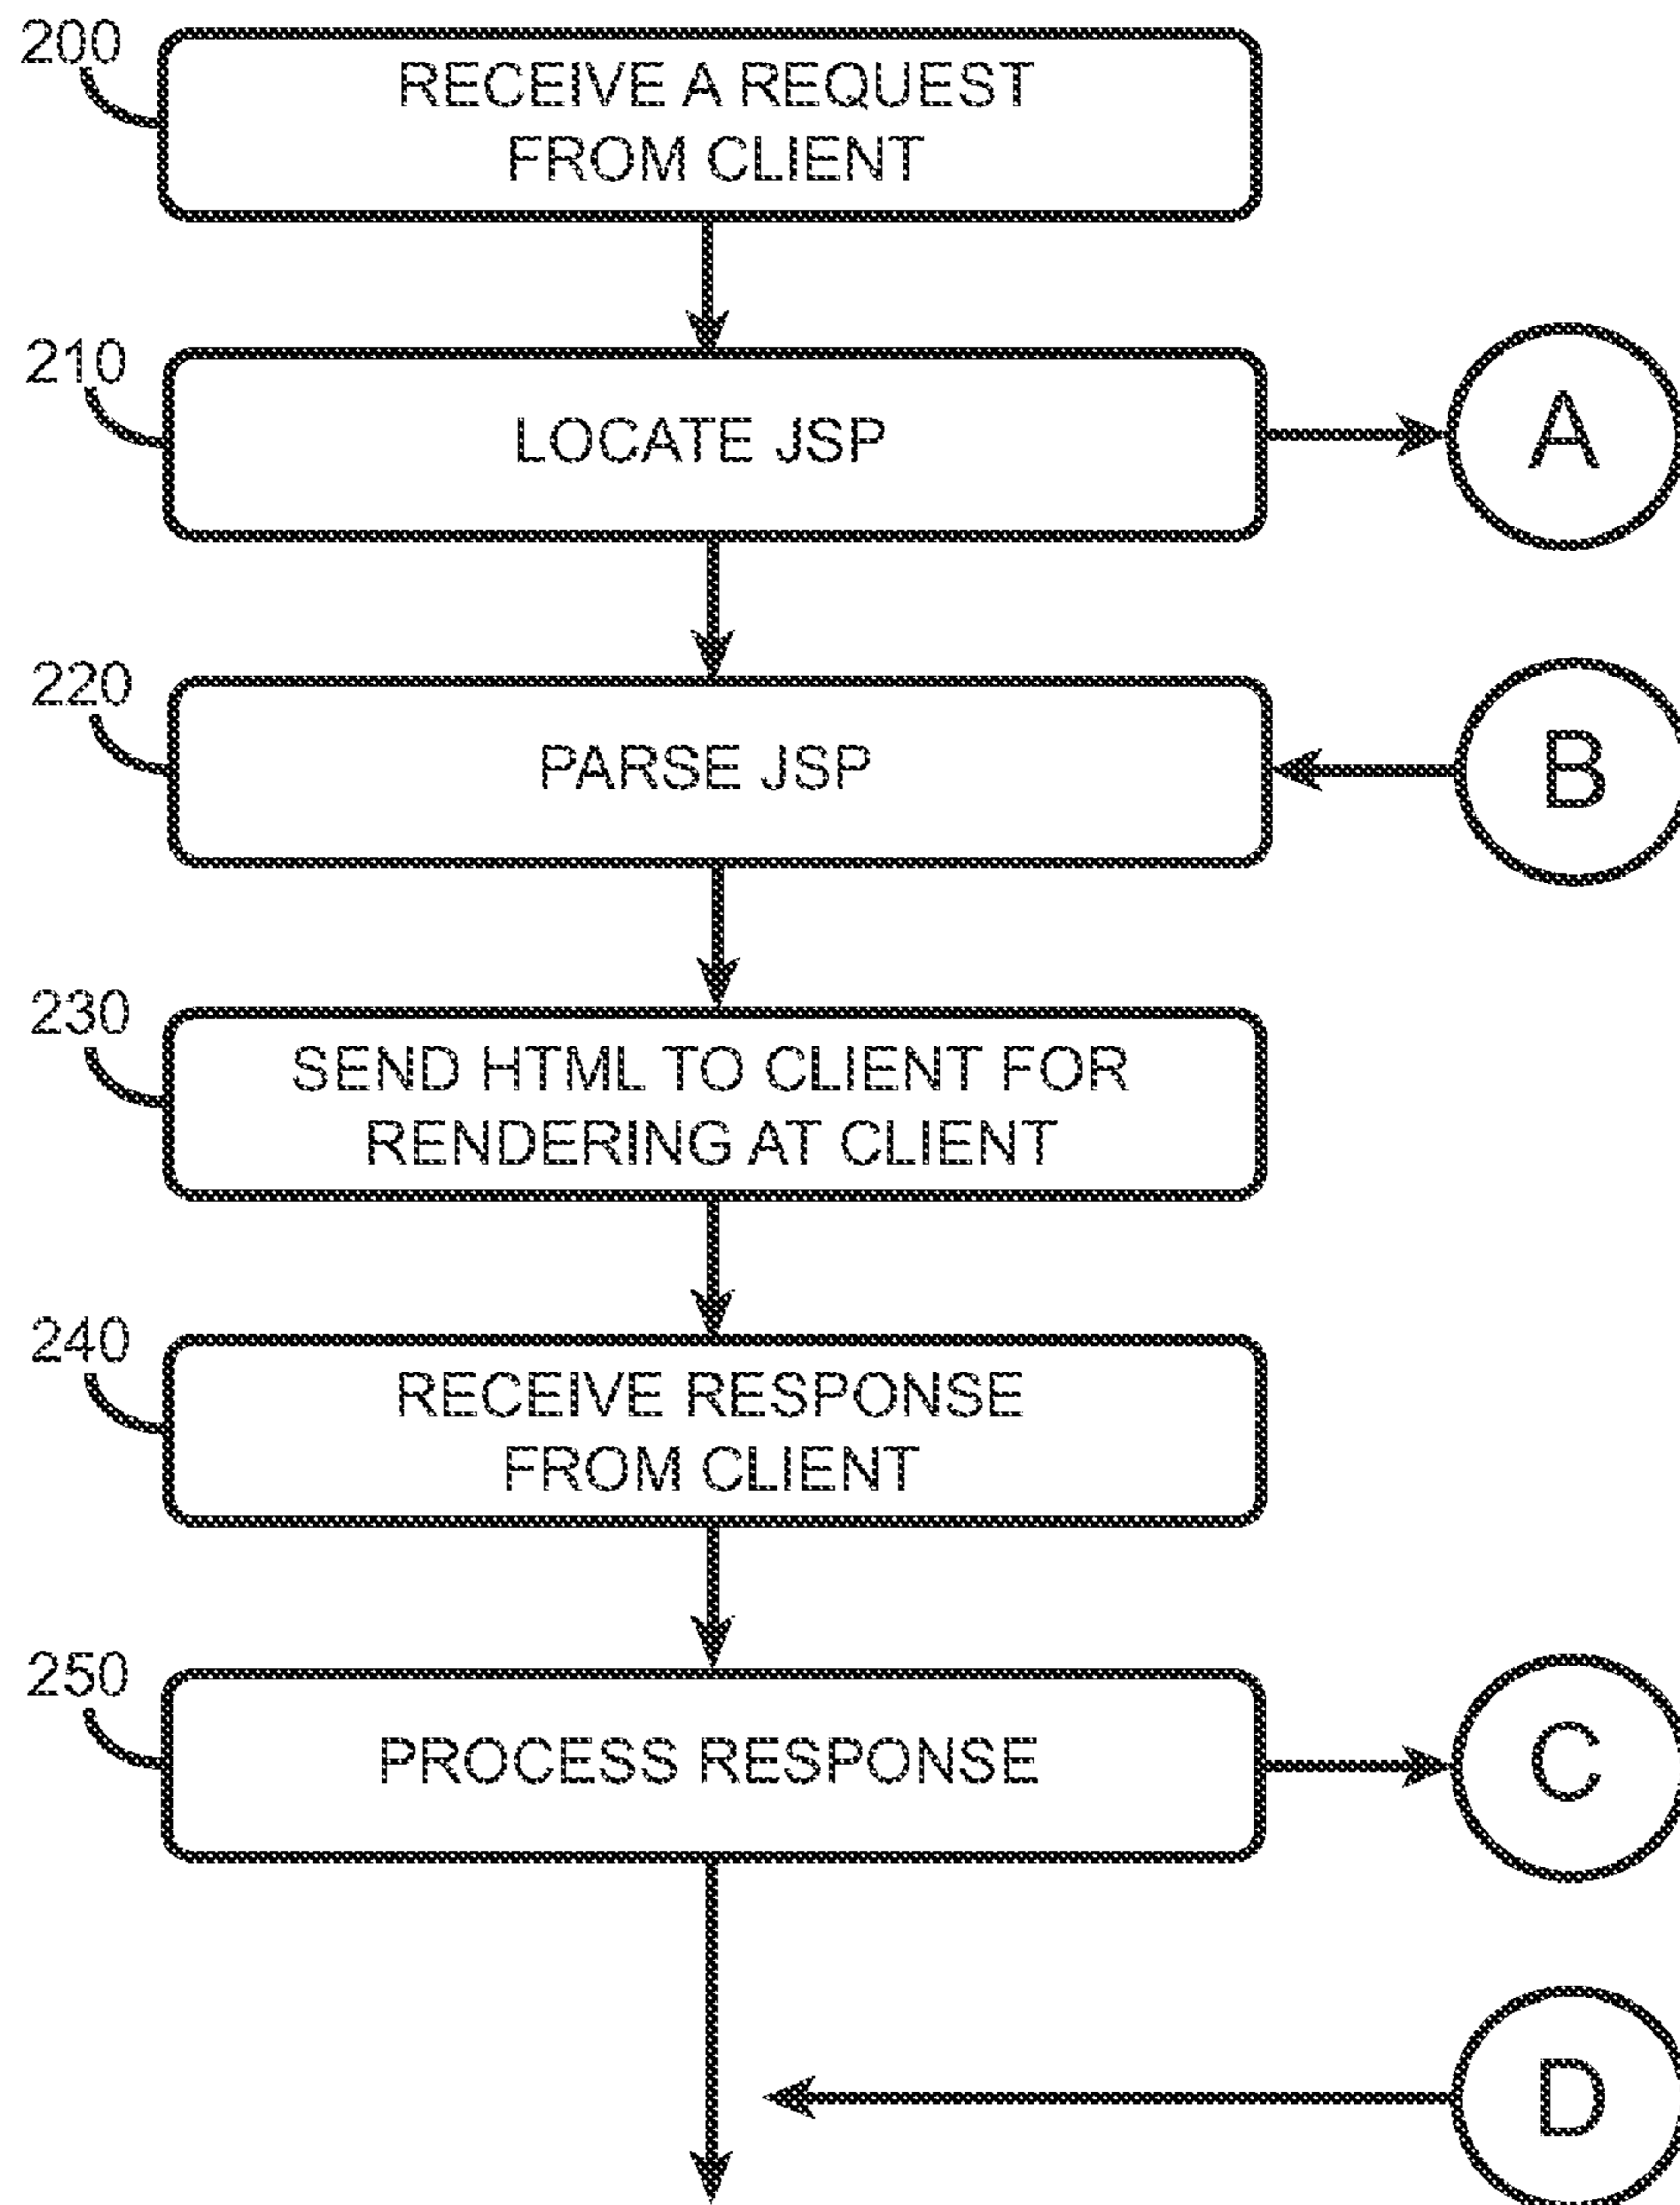 200
RECEIVE A REQUEST
FROM CLIENT
210
LOCATE JSP
A
220
PARSE JSP
B
230
SEND HTML TO CLIENT FOR
RENDERING AT CLIENT
240
RECEIVE RESPONSE
FROM CLIENT
250
PROCESS RESPONSE
C
D